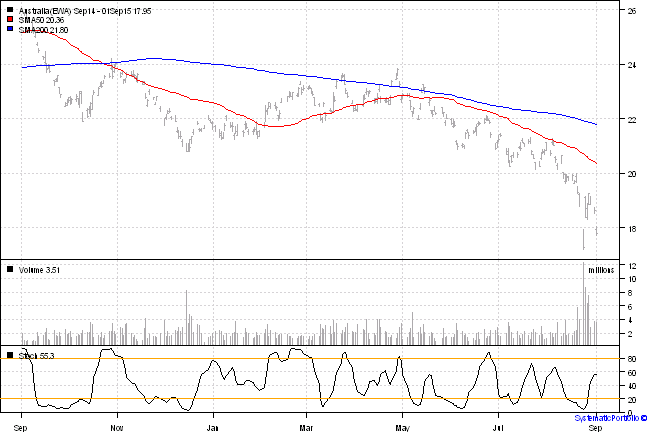 Australia(EWA) Sep14 - 01Sep15 17.95
SMA50 20.36
SMA200 21.80
26
24
22
20
18
Volume 3.51
millions
12
10
8
6
4
2
Stoch 55.3
80
60
40
20
0
Sep Nov Jan Mar May Jul Sep
SystematicPortfolio ©